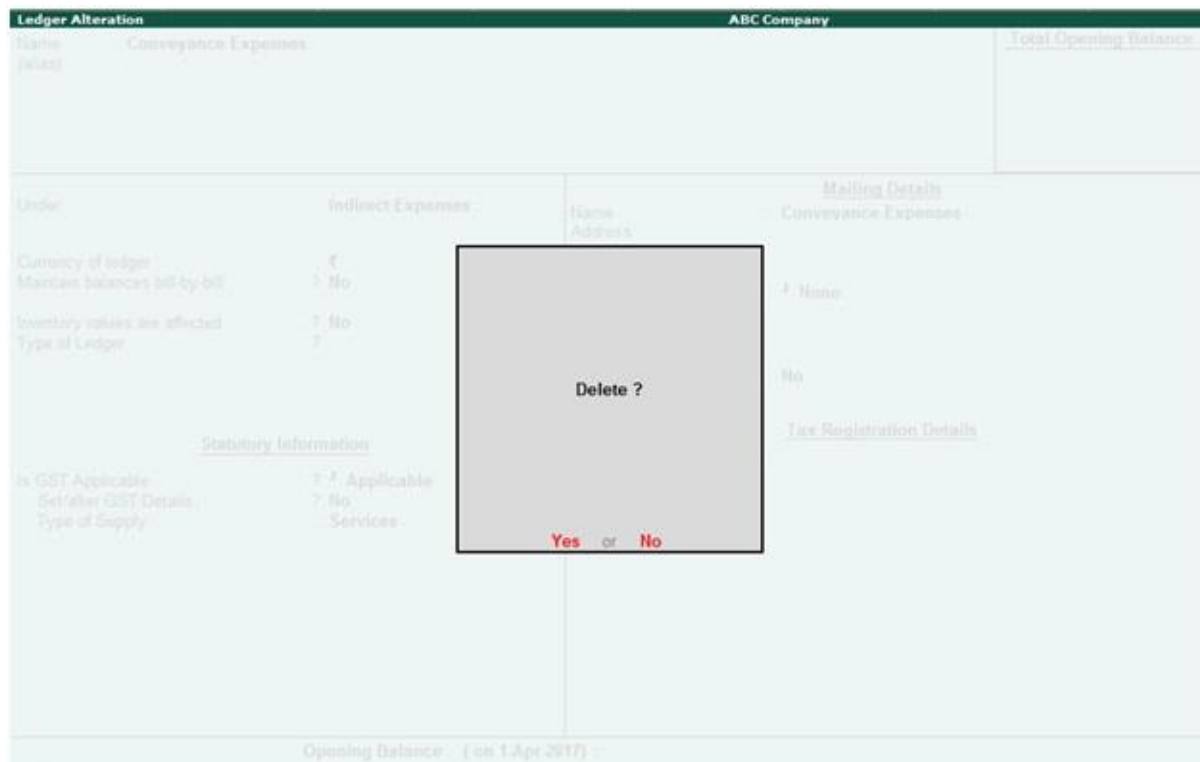 Ledger Alteration ABC Company
Name : Conveyance Expenses Total Opening Balance
(alias) :
Mailing Details
Under : Indirect Expenses Name : Conveyance Expenses
Address :
Currency of ledger : ₹
Maintain balances bill-by-bill ? No
None
Inventory values are affected ? No
Type of Ledger ?
No
Delete ?
Tax Registration Details
Statutory Information
Is GST Applicable ? Applicable
Set/alter GST Details ? No
Type of Supply : Services
Yes or No
Opening Balance ( on 1-Apr-2017) :